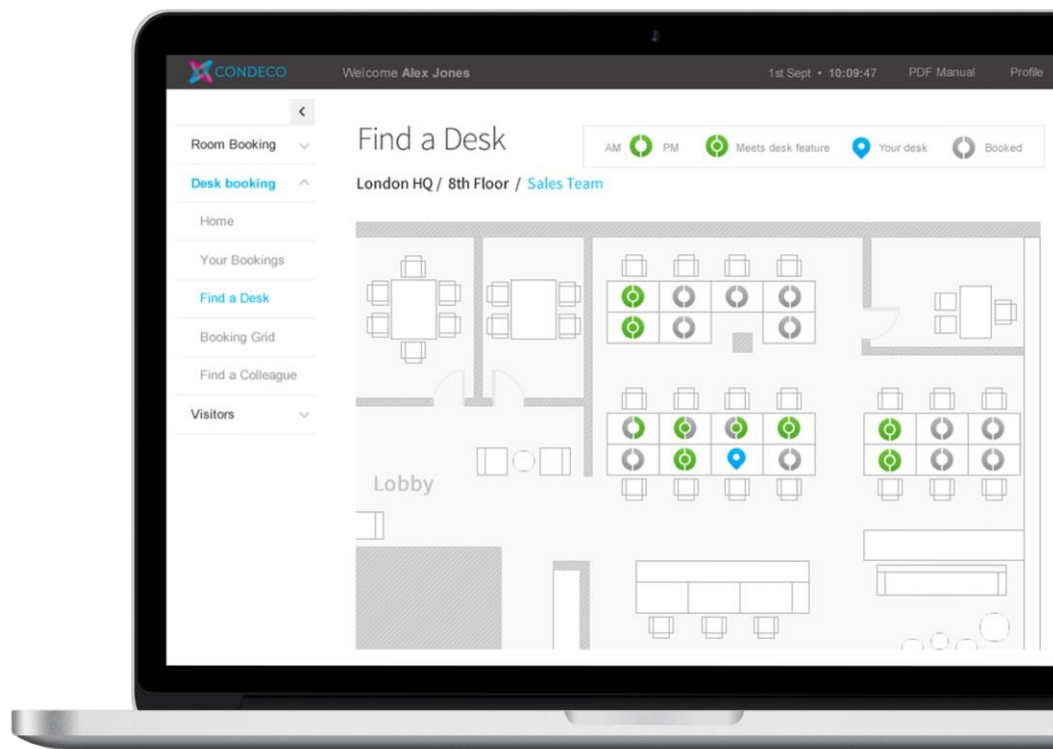 CONDECO
Welcome Alex Jones
1st Sept • 10:09:47
PDF Manual
Profile
Room Booking
Desk booking
Home
Your Bookings
Find a Desk
Booking Grid
Find a Colleague
Visitors
Find a Desk
AM PM Meets desk feature Your desk Booked
London HQ / 8th Floor / Sales Team
Lobby